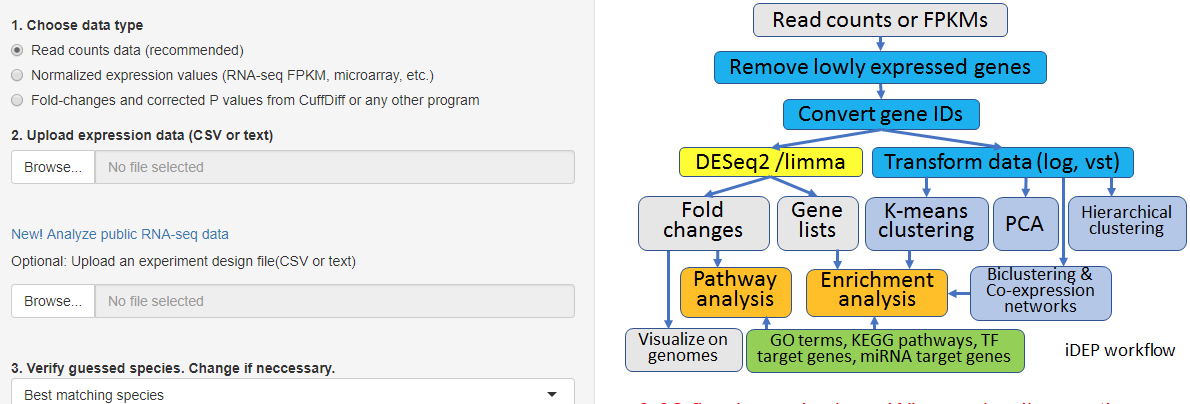 1. Choose data type
Read counts data (recommended)
Normalized expression values (RNA-seq FPKM, microarray, etc.)
Fold-changes and corrected P values from CuffDiff or any other program
2. Upload expression data (CSV or text)
Browse... No file selected
New! Analyze public RNA-seq data
Optional: Upload an experiment design file(CSV or text)
Browse... No file selected
3. Verify guessed species. Change if neccessary.
Best matching species
Read counts or FPKMs
Remove lowly expressed genes
Convert gene IDs
DESeq2 /limma
Transform data (log, vst)
Fold
changes
Gene
lists
K-means
clustering
PCA
Hierarchical
clustering
Pathway
analysis
Enrichment
analysis
Biclustering &
Co-expression
networks
Visualize on
genomes
GO terms, KEGG pathways, TF
target genes, miRNA target genes
iDEP workflow